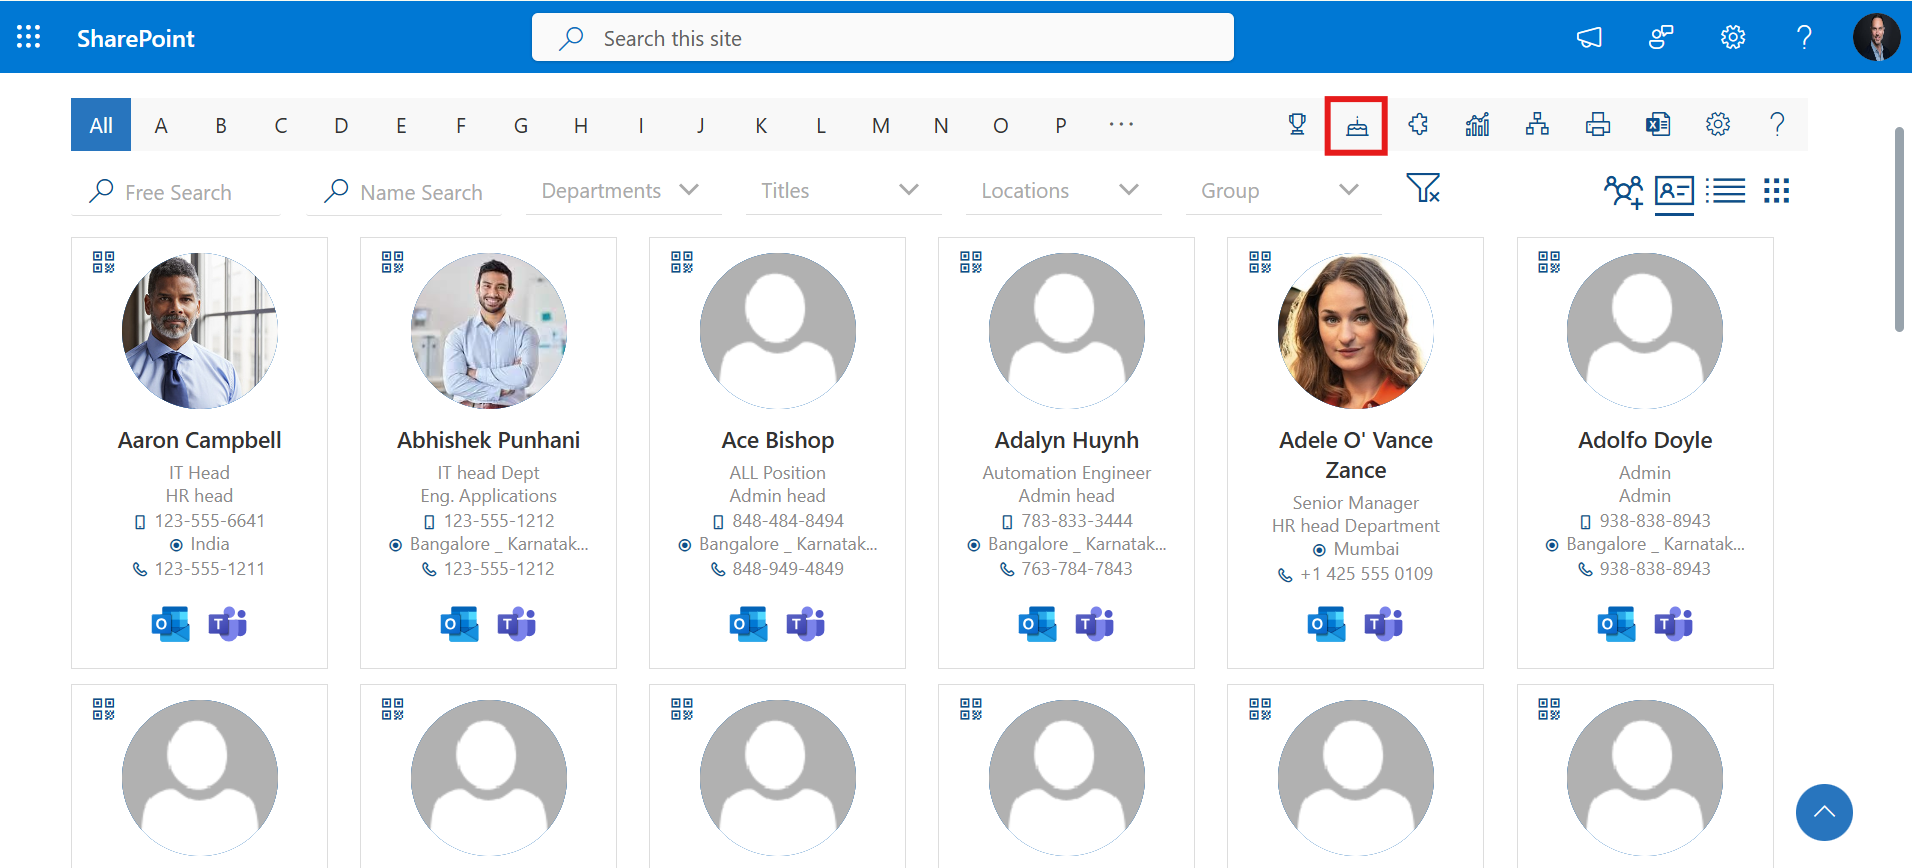 SharePoint
Search this site
All A B C D E F G H I J K L M N O P ...
Free Search Name Search Departments Titles Locations Group
Aaron Campbell
IT Head
HR head
123-555-6641
India
123-555-1211
Abhishek Punhani
IT head Dept
Eng. Applications
123-555-1212
Bangalore _ Karnatak...
123-555-1212
Ace Bishop
ALL Position
Admin head
848-484-8494
Bangalore _ Karnatak...
848-949-4849
Adalyn Huynh
Automation Engineer
Admin head
783-833-3444
Bangalore _ Karnatak...
763-784-7843
Adele O' Vance
Zance
Senior Manager
HR head Department
Mumbai
+1 425 555 0109
Adolfo Doyle
Admin
Admin
938-838-8943
Bangalore _ Karnatak...
938-838-8943